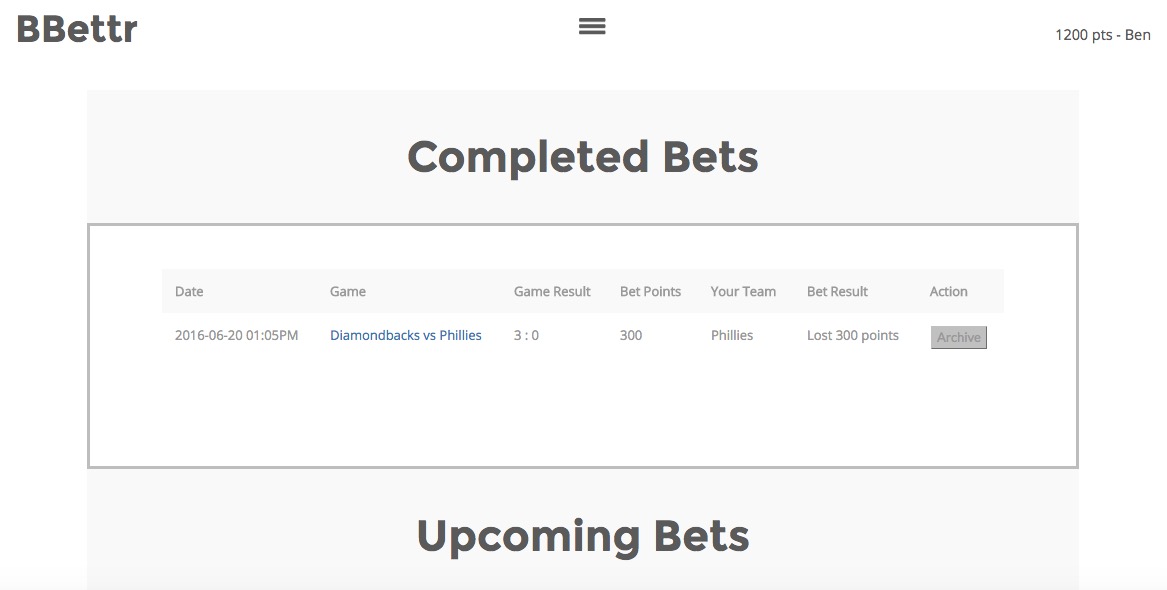 BBettr
1200 pts - Ben
Completed Bets
Date Game Game Result Bet Points Your Team Bet Result Action
2016-06-20 01:05PM Diamondbacks vs Phillies 3 : 0 300 Phillies Lost 300 points Archive
Upcoming Bets